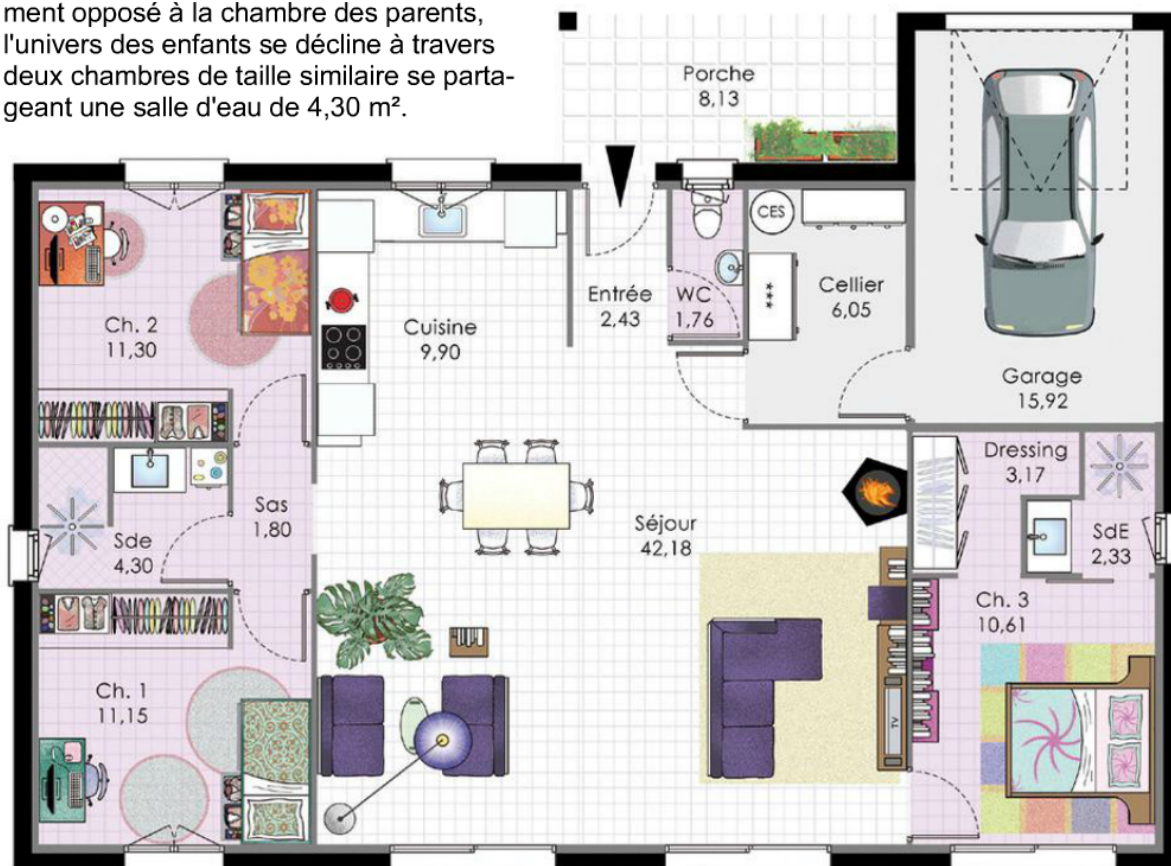 ment opposé à la chambre des parents,
l'univers des enfants se décline à travers
deux chambres de taille similaire se parta-
geant une salle d'eau de 4,30 m².
Porche
8,13
CES
Ch. 2
11,30
Cuisine
9,90
Entrée
2,43
WC
1,76
***
Cellier
6,05
Garage
15,92
Sas
1,80
Sde
4,30
Séjour
42,18
Dressing
3,17
SdE
2,33
Ch. 3
10,61
Ch. 1
11,15
TV